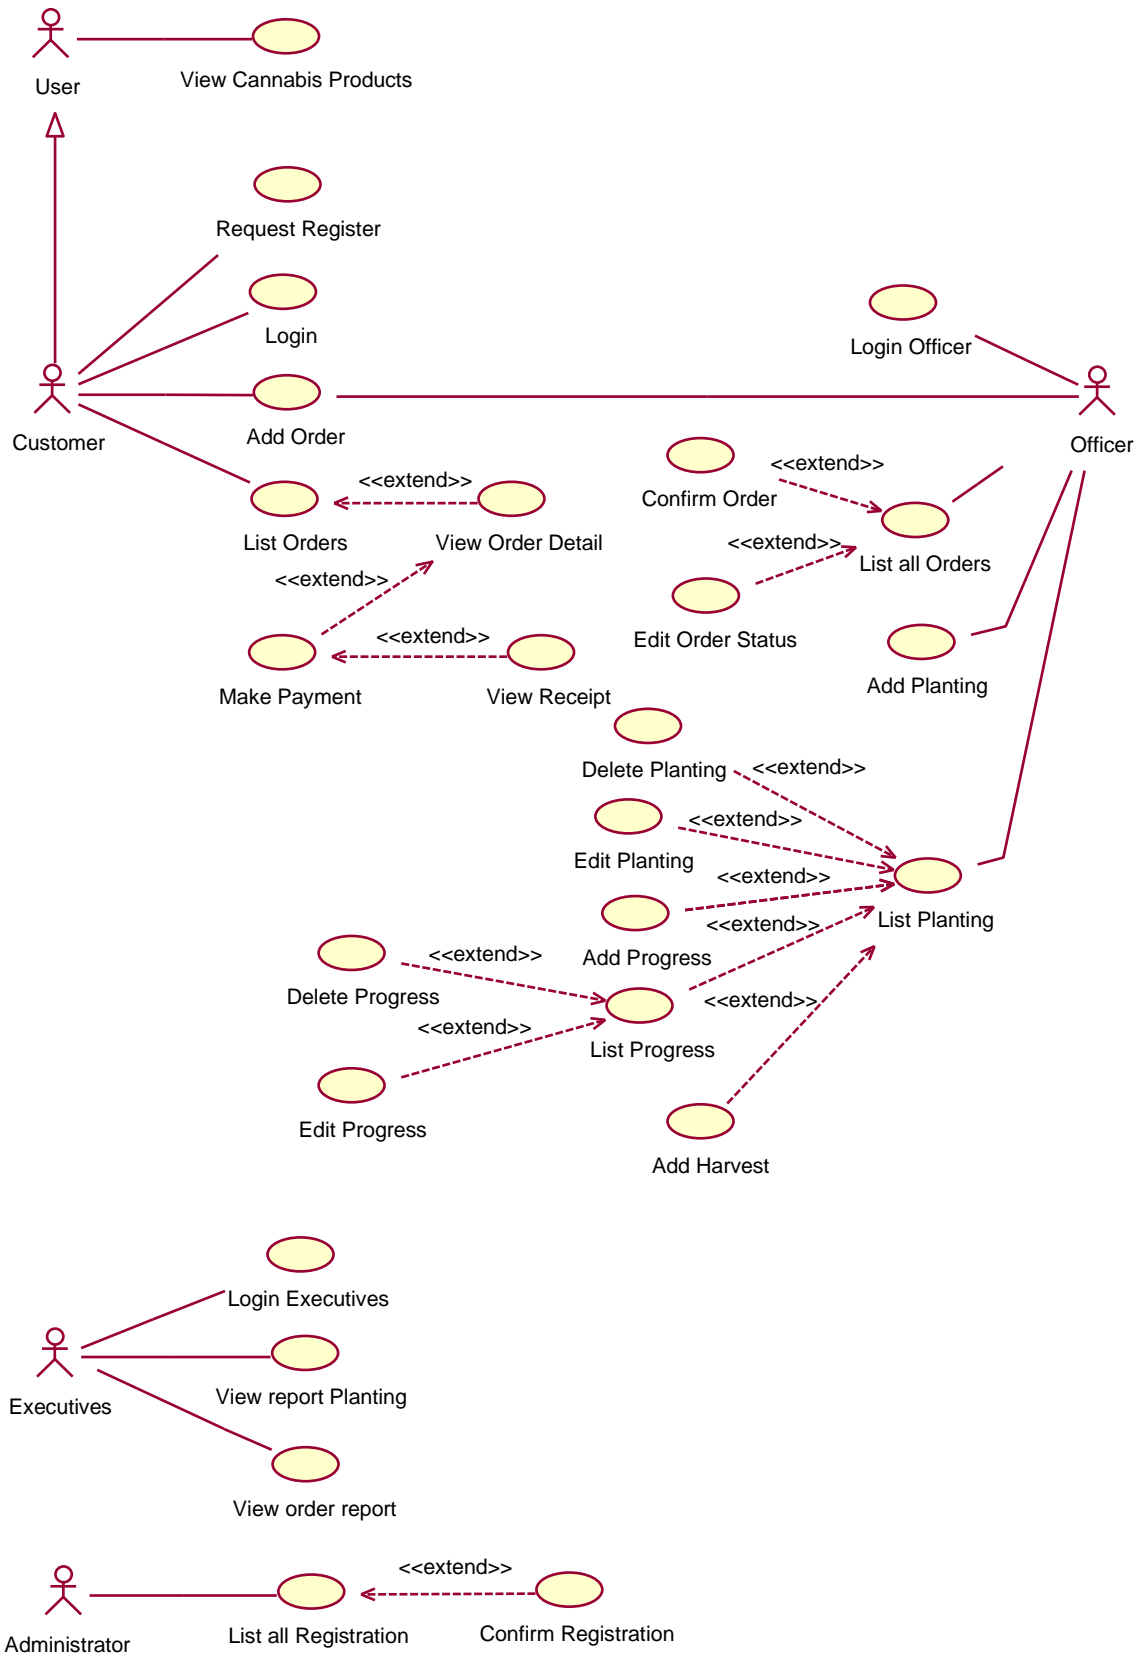 User
View Cannabis Products
Request Register
Login
Login Officer
Customer
Add Order
Officer
<<extend>>
<<extend>>
Confirm Order
List Orders
View Order Detail
<<extend>>
List all Orders
<<extend>>
<<extend>>
Edit Order Status
Make Payment
View Receipt
Add Planting
Delete Planting
<<extend>>
<<extend>>
Edit Planting
<<extend>>
List Planting
<<extend>>
Add Progress
<<extend>>
Delete Progress
<<extend>>
<<extend>>
List Progress
Edit Progress
Add Harvest
Login Executives
View report Planting
Executives
View order report
<<extend>>
Administrator
List all Registration
Confirm Registration